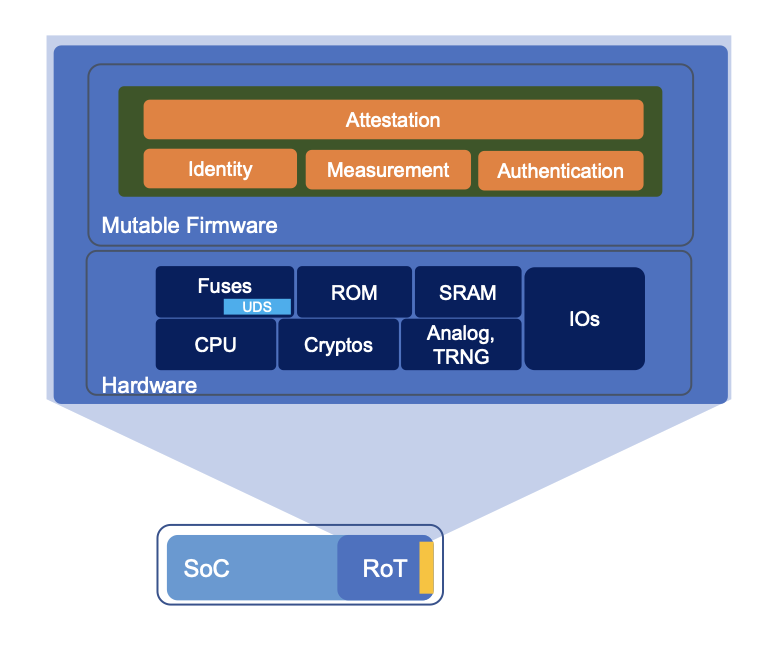 Attestation
Identity
Measurement
Authentication
Mutable Firmware
Fuses
UDS
ROM
SRAM
IOs
CPU
Cryptos
Analog,
TRNG
Hardware
SoC
RoT